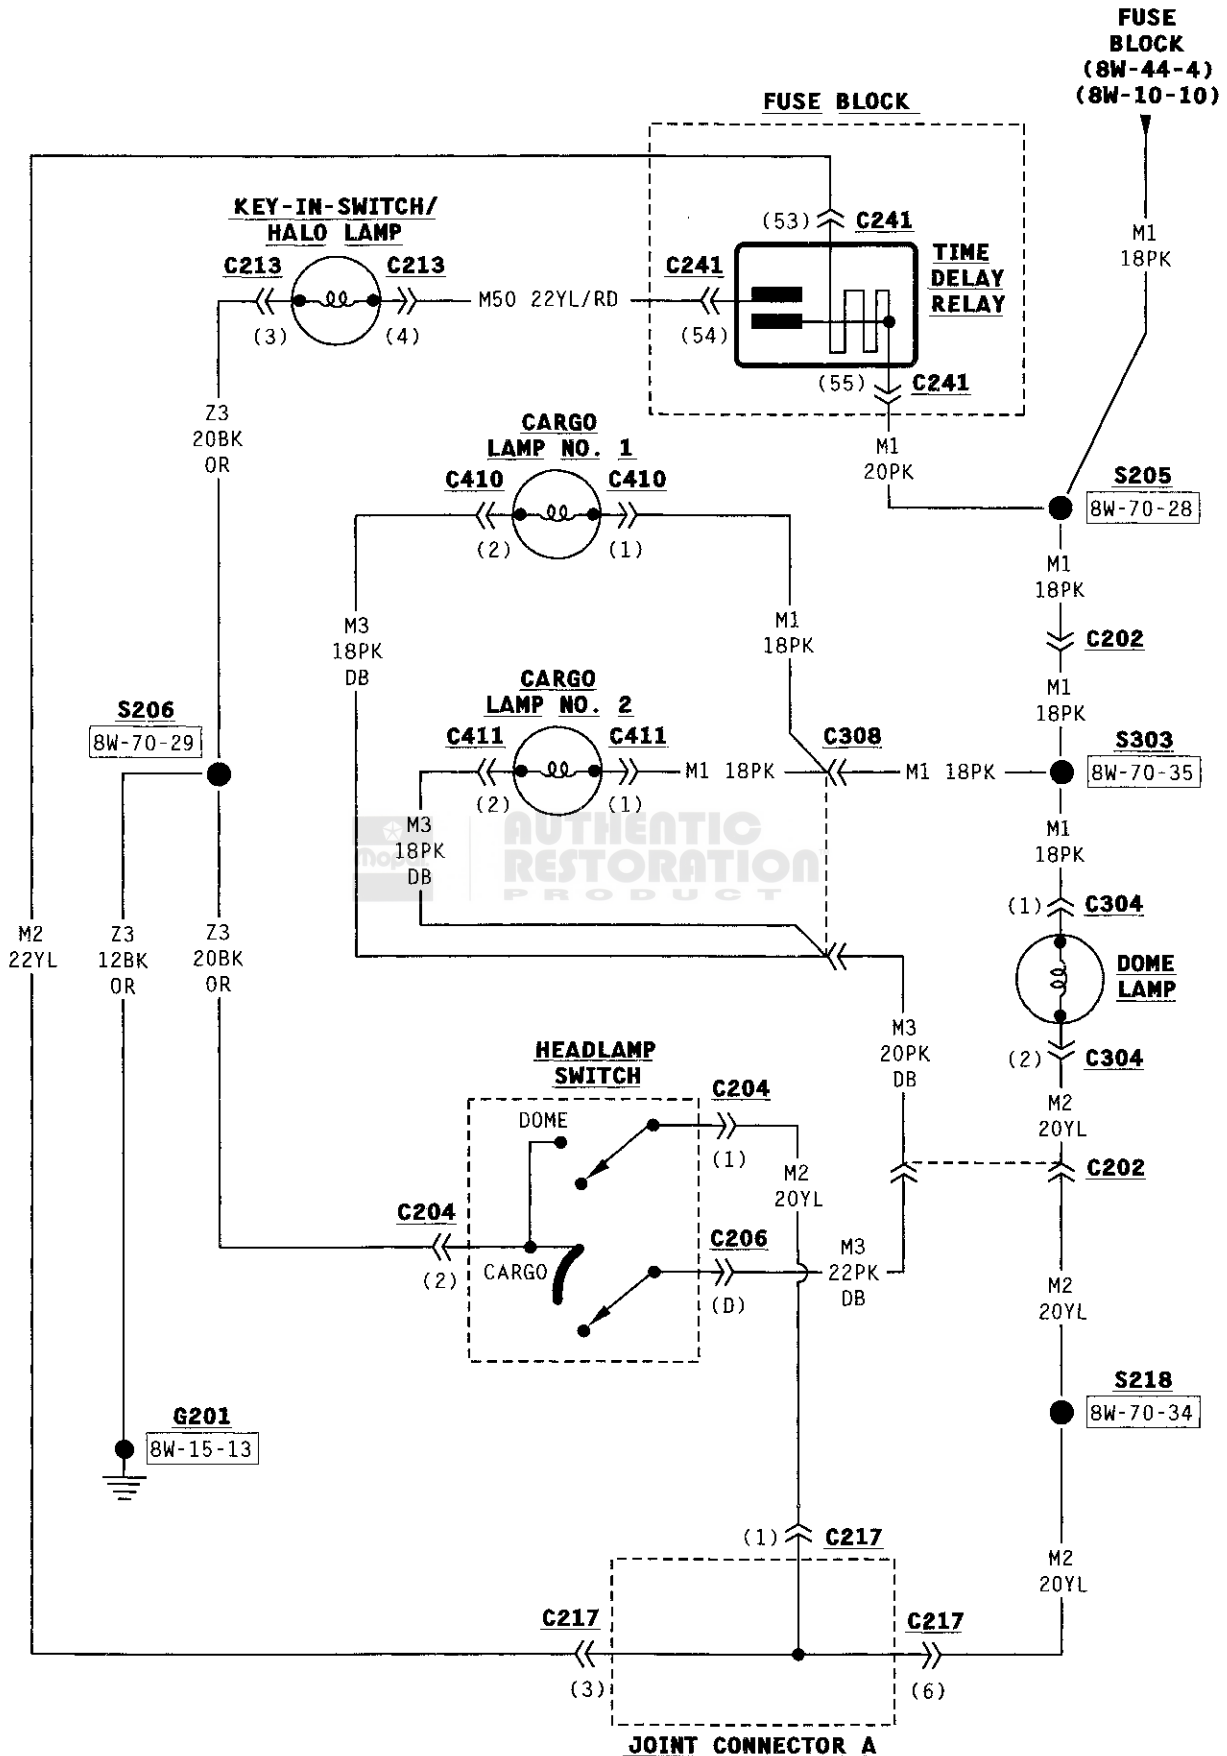 FUSE
BLOCK
(8W-44-4)
(8W-10-10)
FUSE BLOCK
KEY-IN-SWITCH/
HALO LAMP
C213
C213
(3)
(4)
M50 22YL/RD
C241
(54)
(53)
C241
TIME
DELAY
RELAY
(55)
C241
M1
18PK
Z3
20BK
OR
M1
20PK
CARGO
LAMP NO. 1
C410
C410
(2)
(1)
S205
8W-70-28
M1
18PK
C202
M3
18PK
DB
M1
18PK
M1
18PK
CARGO
LAMP NO. 2
C411
C411
(2)
(1)
M1 18PK
C308
M1 18PK
S303
8W-70-35
S206
8W-70-29
M3
18PK
DB
mopar
AUTHENTIC
RESTORATION
PRODUCT
M1
18PK
(1)
C304
DOME
LAMP
(2)
C304
M2
22YL
Z3
12BK
OR
Z3
20BK
OR
M3
20PK
DB
M2
20YL
C202
HEADLAMP
SWITCH
DOME
C204
(1)
M2
20YL
C204
(2)
CARGO
C206
(D)
M3
22PK
DB
M2
20YL
G201
8W-15-13
S218
8W-70-34
(1)
C217
M2
20YL
C217
(3)
C217
(6)
JOINT CONNECTOR A